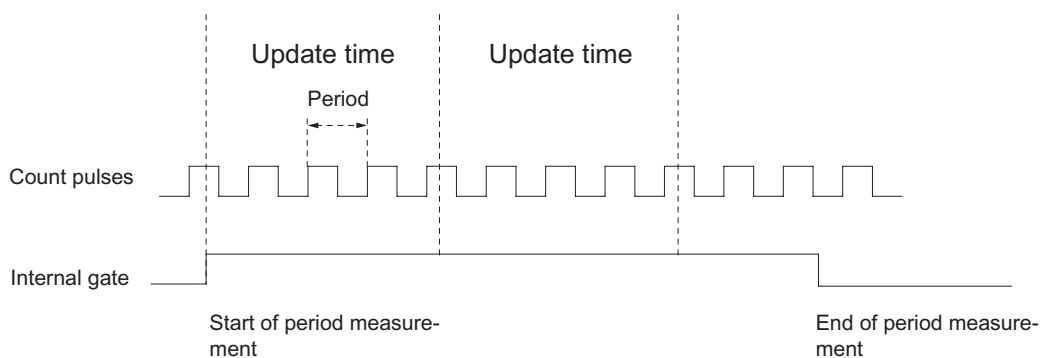 Update time
Update time
Period
Count pulses
Internal gate
Start of period measure-
ment
End of period measure-
ment